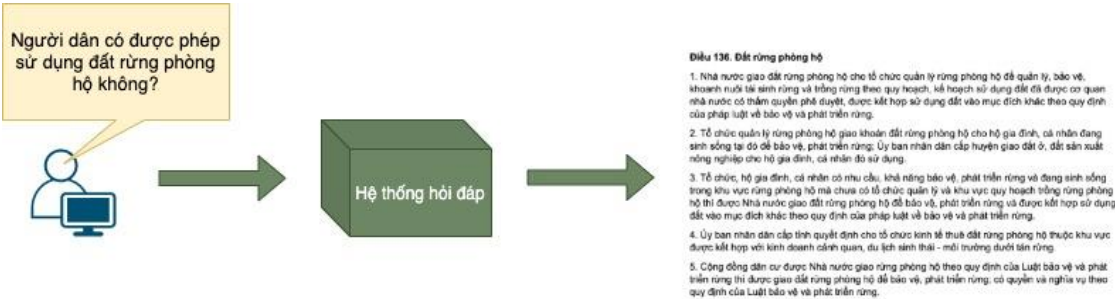 Người dân có được phép
sử dụng đất rừng phòng
hộ không?
Hệ thống hỏi đáp
Điều 136. Đất rừng phòng hộ
1. Nhà nước giao đất rừng phòng hộ cho tổ chức quản lý rừng phòng hộ để quản lý, bảo vệ,
khoanh nuôi tái sinh rừng và trồng rừng theo quy hoạch, kế hoạch sử dụng đất đã được cơ quan
nhà nước có thẩm quyền phê duyệt, được kết hợp sử dụng đất vào mục đích khác theo quy định
của pháp luật về bảo vệ và phát triển rừng.
2. Tổ chức quản lý rừng phòng hộ giao khoán đất rừng phòng hộ cho hộ gia đình, cá nhân đang
sinh sống tại đó để bảo vệ, phát triển rừng; Ủy ban nhân dân cấp huyện giao đất ở, đất sản xuất
nông nghiệp cho hộ gia đình, cá nhân đó sử dụng.
3. Tổ chức, hộ gia đình, cá nhân có nhu cầu, khả năng bảo vệ, phát triển rừng và đang sinh sống
trong khu vực rừng phòng hộ mà chưa có tổ chức quản lý và khu vực quy hoạch trồng rừng phòng
hộ thì được Nhà nước giao đất rừng phòng hộ để bảo vệ, phát triển rừng và được kết hợp sử dụng
đất vào mục đích khác theo quy định của pháp luật về bảo vệ và phát triển rừng.
4. Ủy ban nhân dân cấp tỉnh quyết định cho tổ chức kinh tế thuê đất rừng phòng hộ thuộc khu vực
được kết hợp với kinh doanh cảnh quan, du lịch sinh thái - môi trường dưới tán rừng.
5. Cộng đồng dân cư được Nhà nước giao rừng phòng hộ theo quy định của Luật bảo vệ và phát
triển rừng thì được giao đất rừng phòng hộ để bảo vệ, phát triển rừng; có quyền và nghĩa vụ theo
quy định của Luật bảo vệ và phát triển rừng.